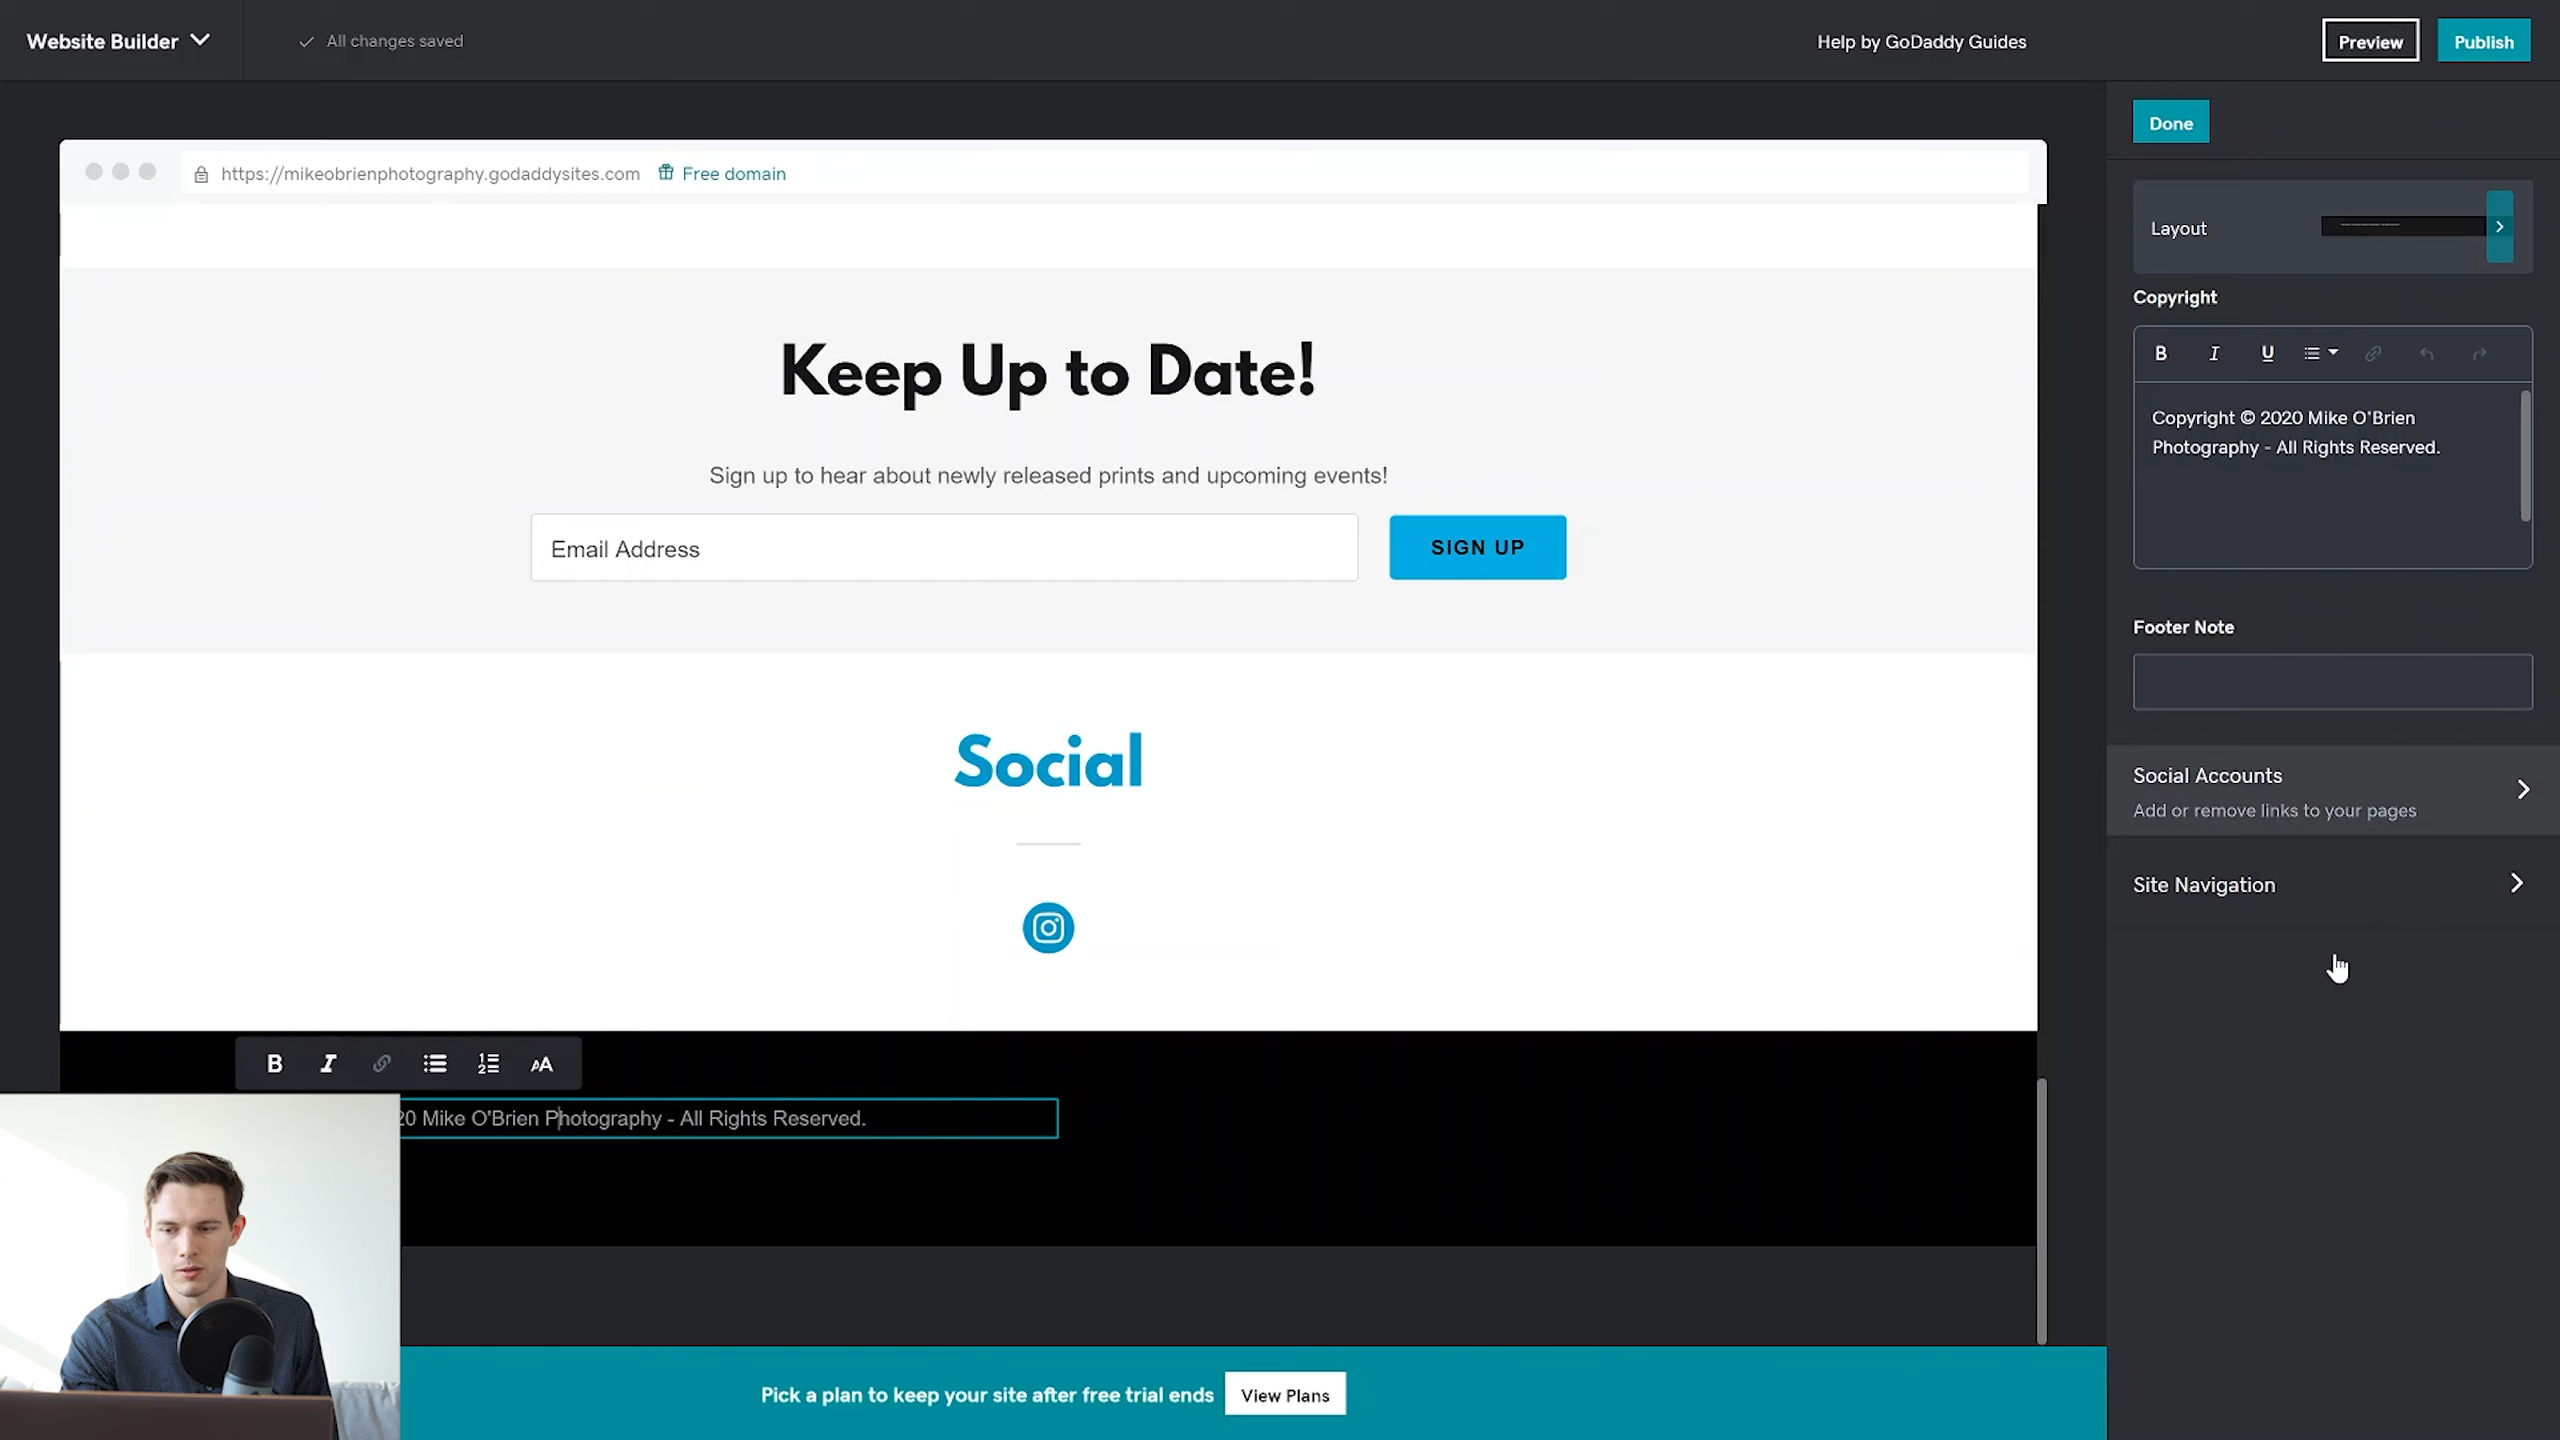 Website Builder
All changes saved
Help by GoDaddy Guides
Preview
Publish
Done
https://mikeobrienphotography.godaddysites.com
Free domain
Layout
Copyright
B I U
Copyright © 2020 Mike O'Brien
Photography - All Rights Reserved.
Keep Up to Date!
Sign up to hear about newly released prints and upcoming events!
Email Address
SIGN UP
Footer Note
Social
Social Accounts
Add or remove links to your pages
Site Navigation
B I AA
20 Mike O'Brien Photography - All Rights Reserved.
Pick a plan to keep your site after free trial ends
View Plans